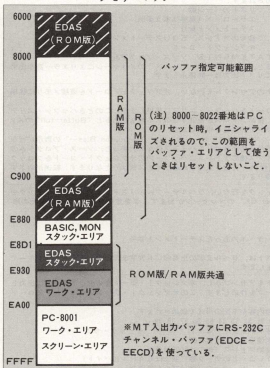 6000
EDAS
(ROM版)
8000
バッファ指定可能範囲
RAM版
ROM版
(注) 8000-8022番地はPC
のリセット時，イニシャライ
ズされるので，この範囲を
バッファ・エリアとして使う
ときはリセットしないこと．
C900
EDAS
(RAM版)
E880
BASIC, MON
スタック・エリア
E8D1
EDAS
スタック・エリア
E930
ROM版/RAM版共通
EDAS
ワーク・エリア
EA00
PC-8001
ワーク・エリア
スクリーン・エリア
※MT入出力バッファにRS-232C
チャンネル・バッファ(EDCE-
EECD)を使っている．
FFFF